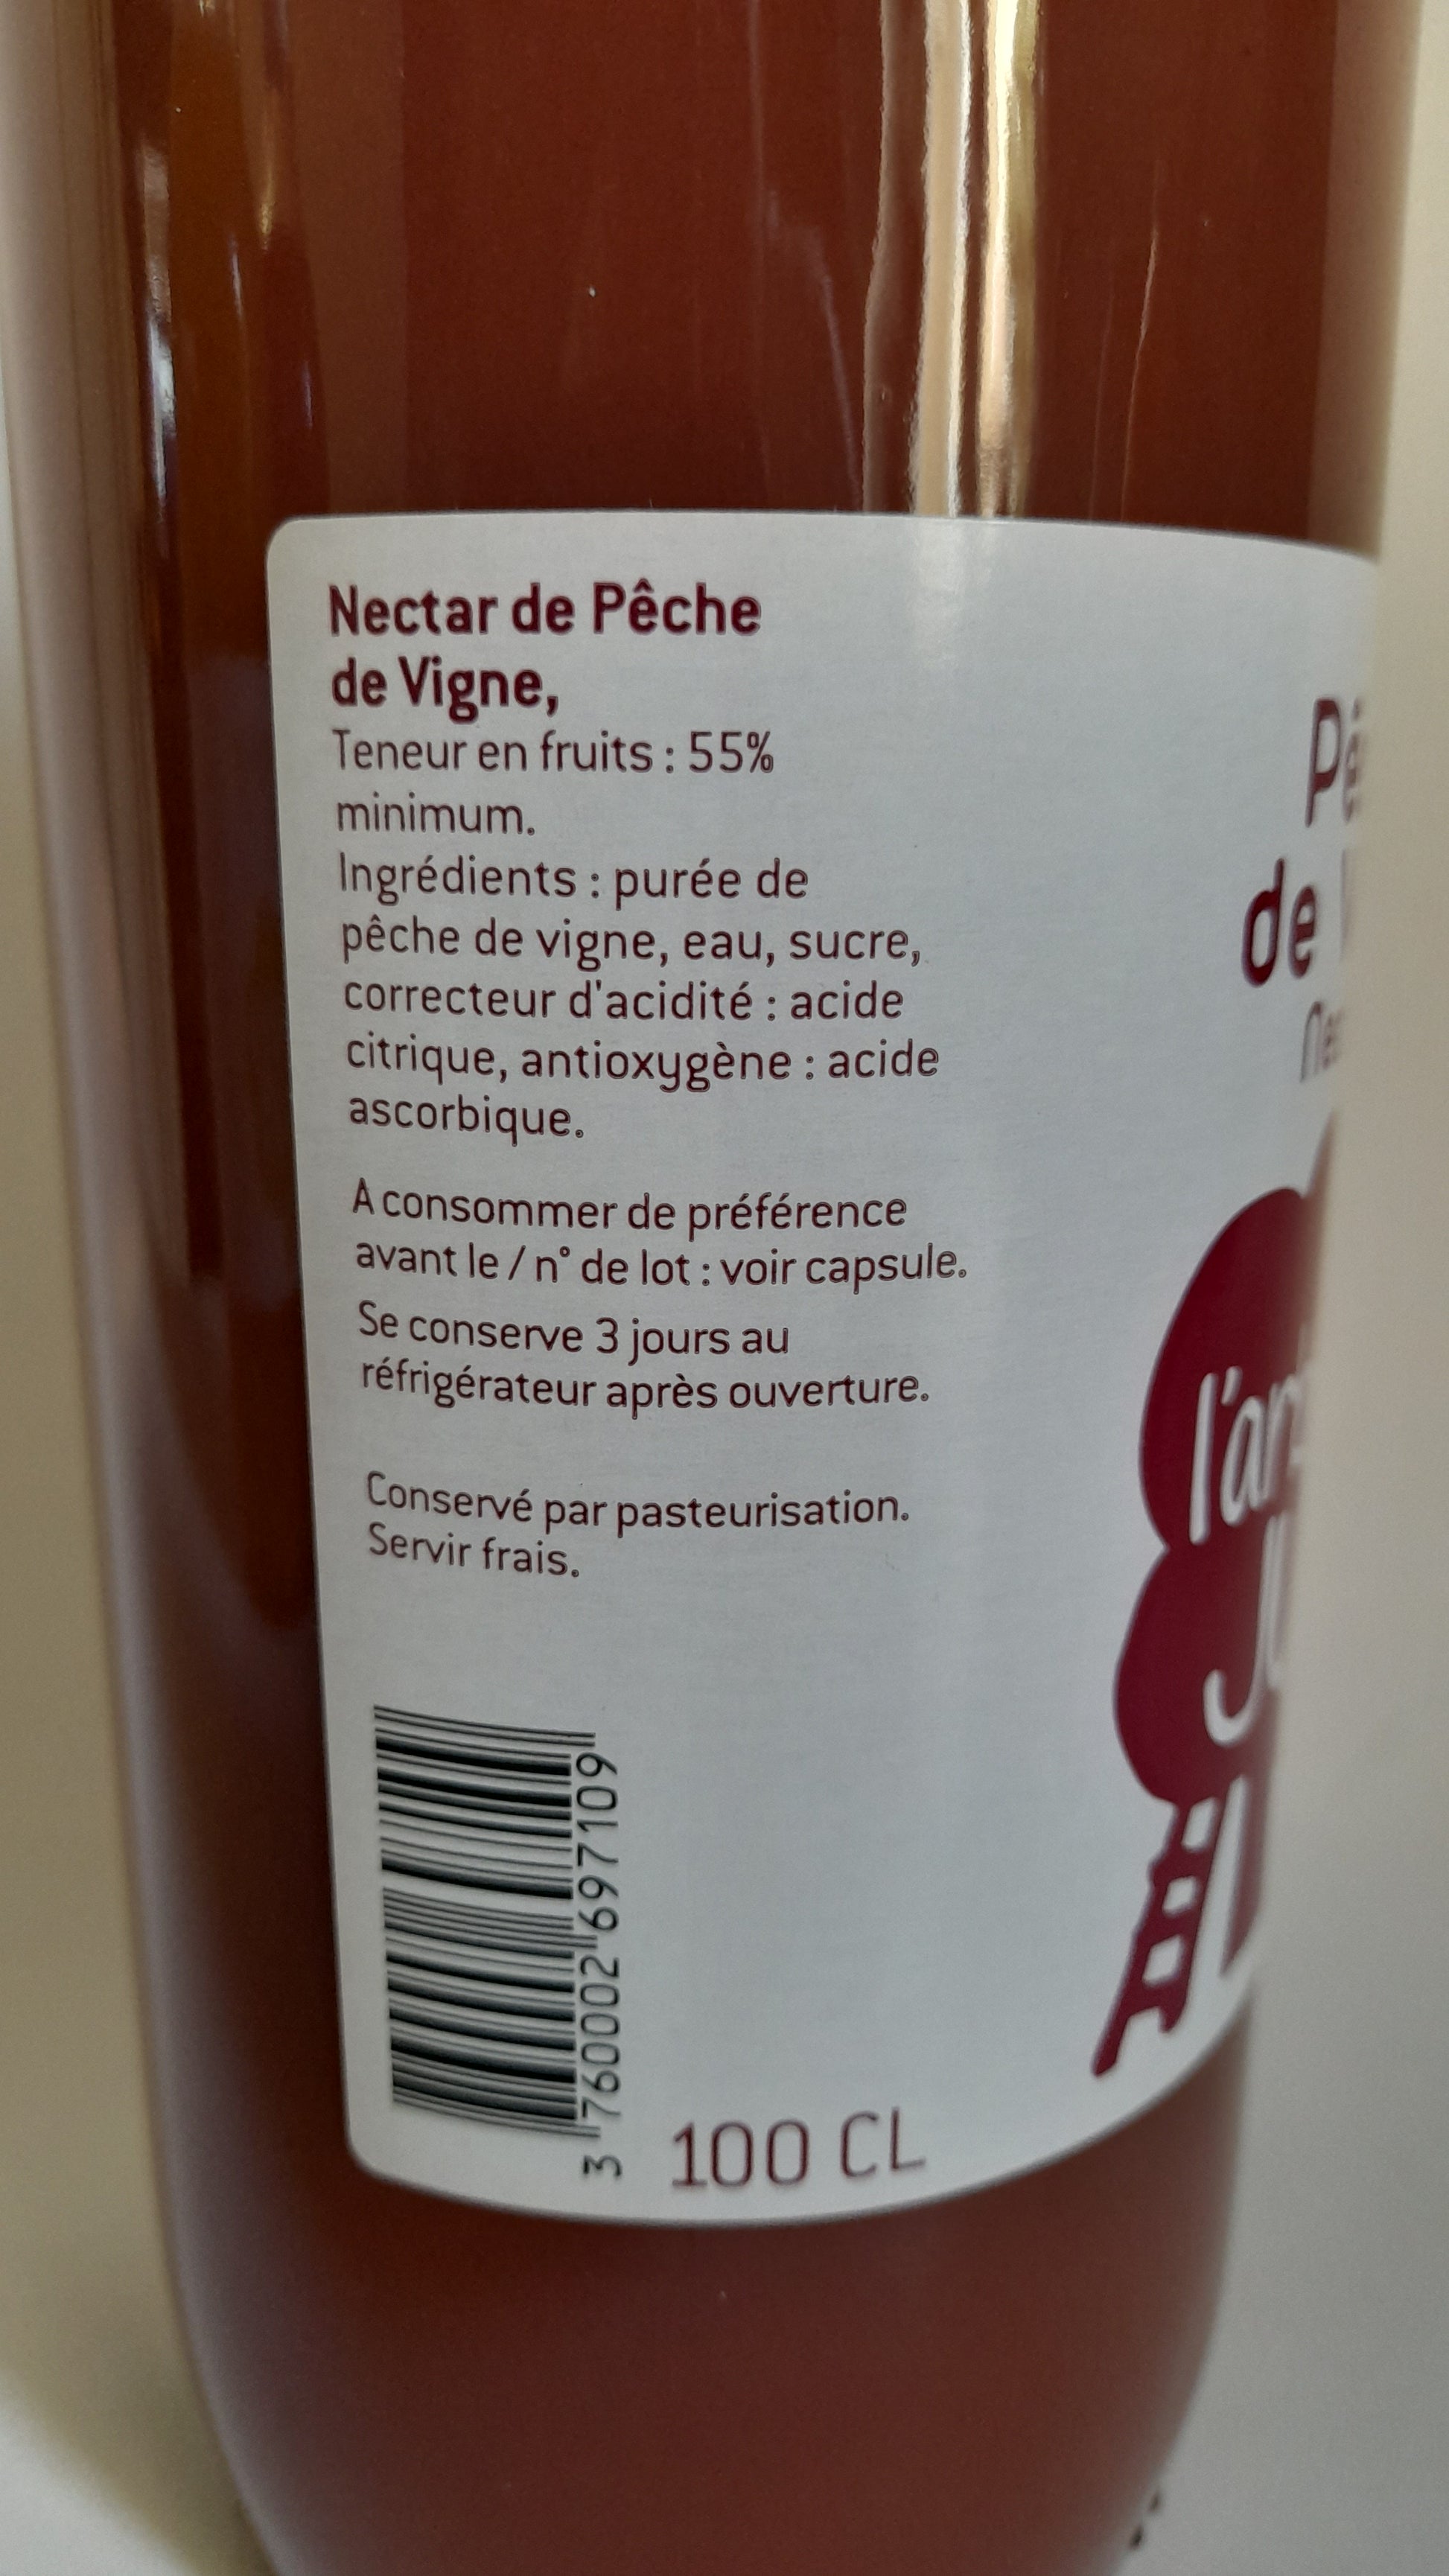 Nectar de Pêche
de Vigne,
Teneur en fruits : 55%
minimum.
Ingrédients : purée de
pêche de vigne, eau, sucre,
correcteur d'acidité : acide
citrique, antioxygène : acide
ascorbique.
A consommer de préférence
avant le / n° de lot : voir capsule.
Se conserve 3 jours au
réfrigérateur après ouverture.
Conservé par pasteurisation.
Servir frais.
3 760002 697109
100 CL
de